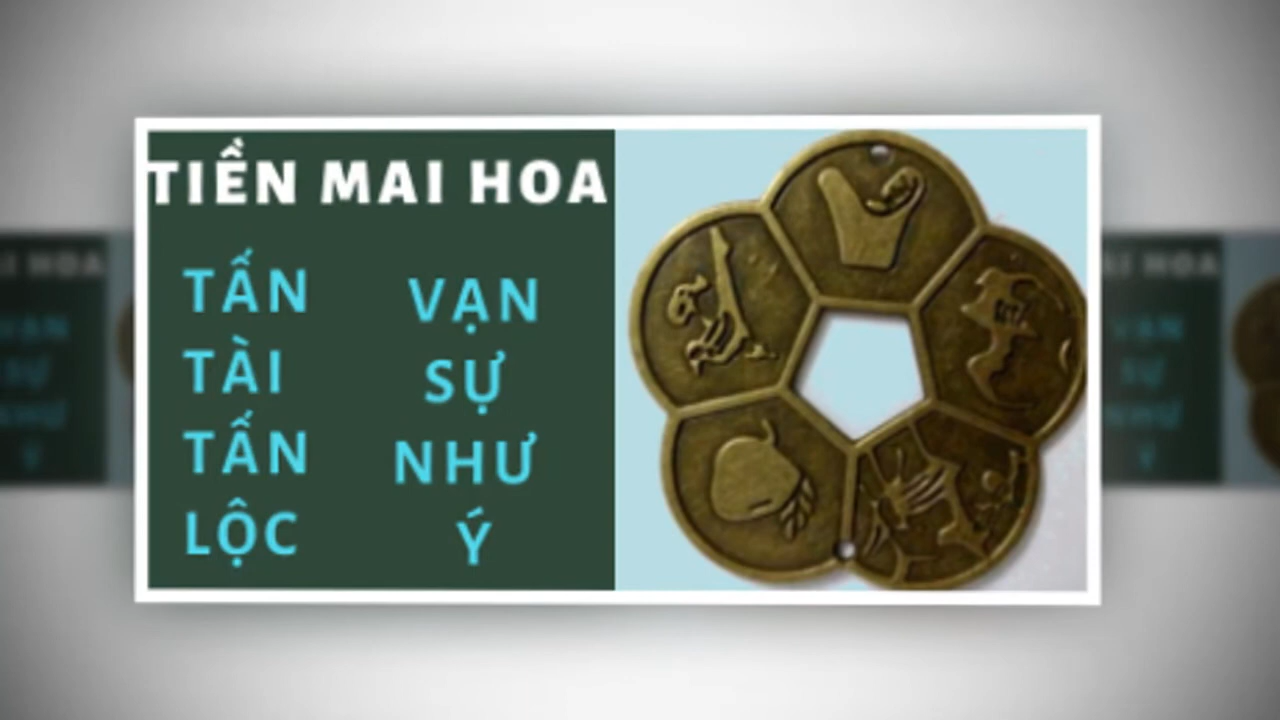 TIỀN MAI HOA
TẤN
TÀI
TẤN
LỘC
VẠN
SỰ
NHƯ
Ý